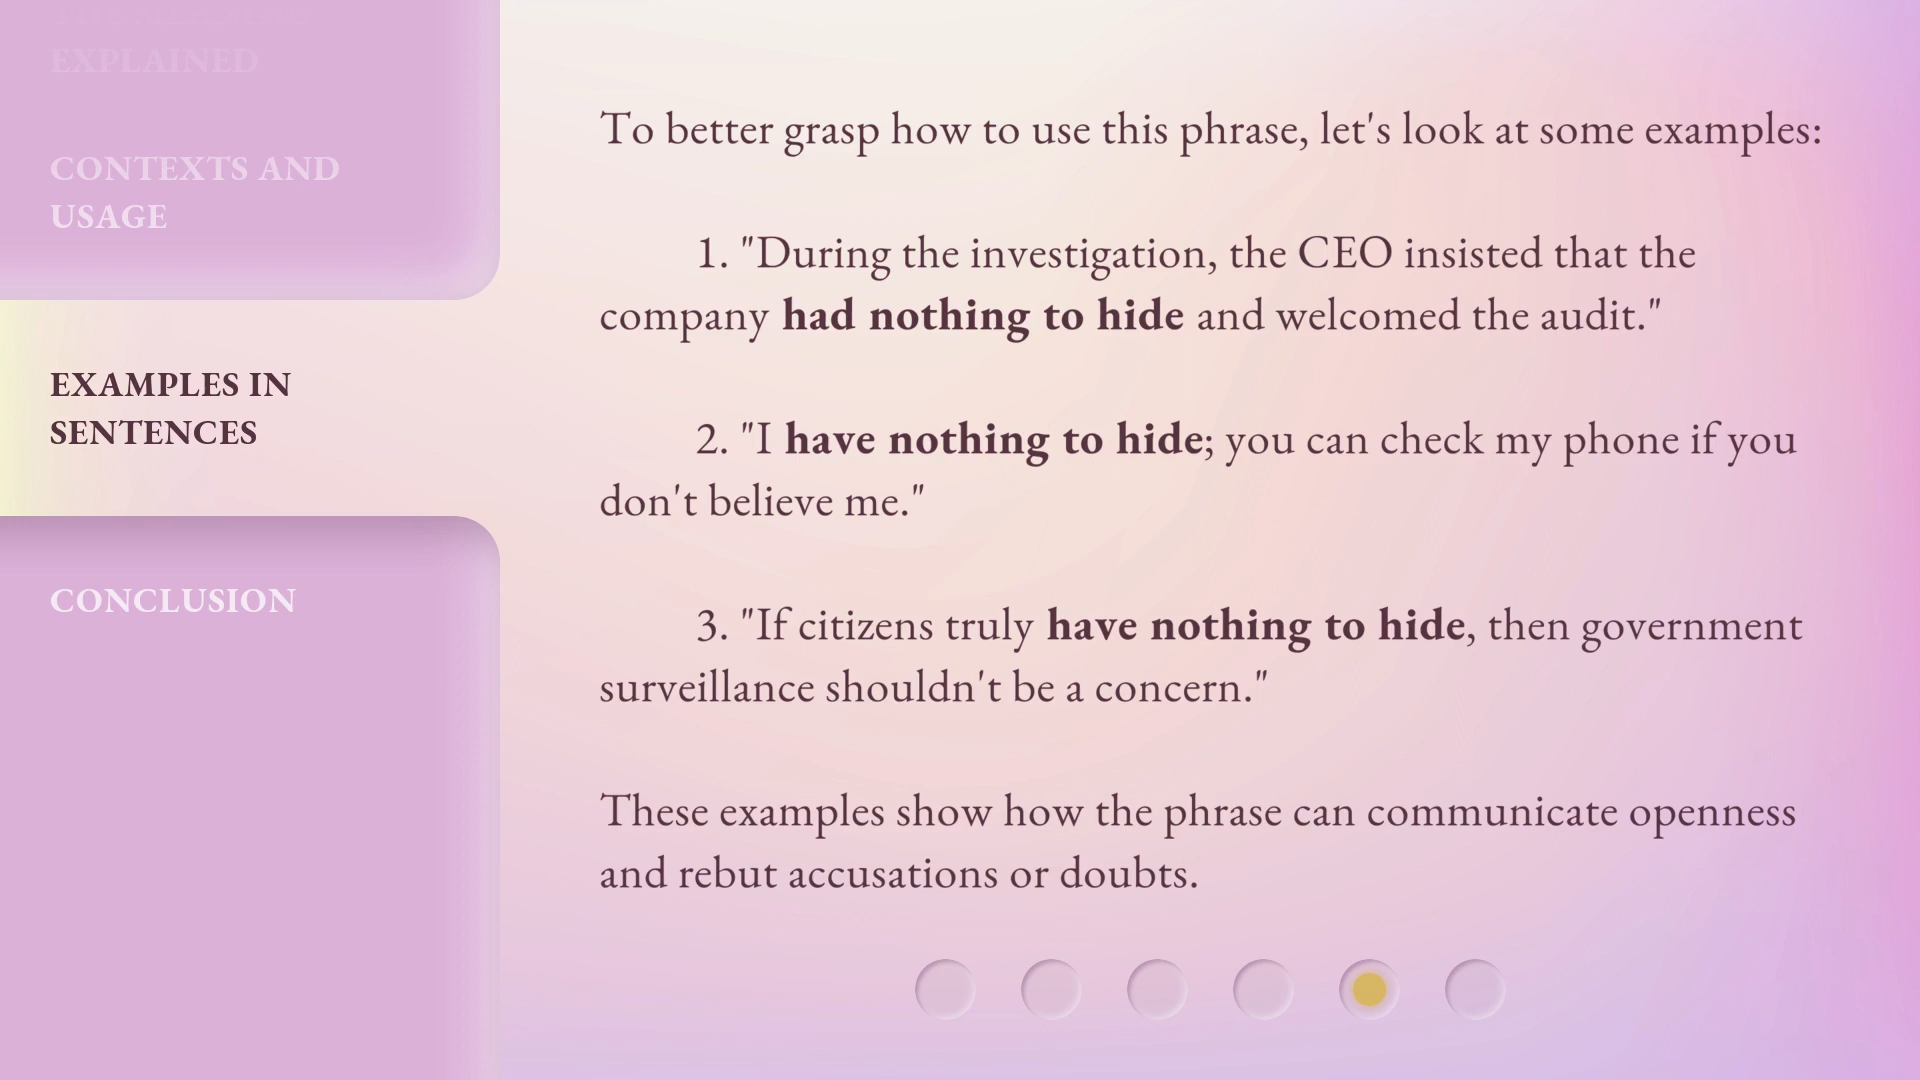 EXPLAINED
CONTEXTS AND
USAGE
EXAMPLES IN
SENTENCES
CONCLUSION
To better grasp how to use this phrase, let's look at some examples:
1. "During the investigation, the CEO insisted that the
company had nothing to hide and welcomed the audit."
2. "I have nothing to hide; you can check my phone if you
don't believe me."
3. "If citizens truly have nothing to hide, then government
surveillance shouldn't be a concern."
These examples show how the phrase can communicate openness
and rebut accusations or doubts.